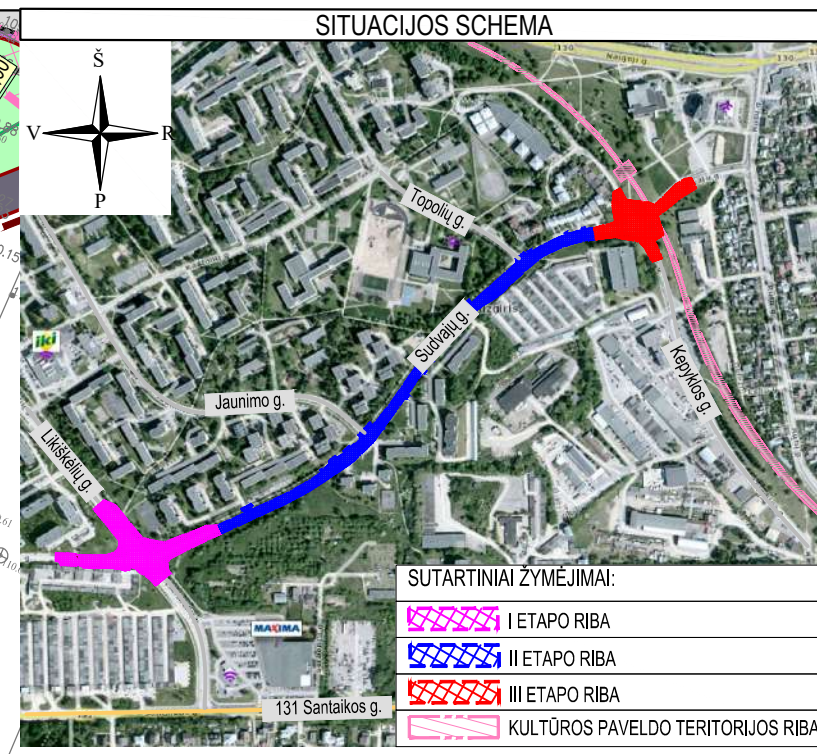 SITUACIJOS SCHEMA
Š
V
R
P
130
130
Naujoji g.
Topolių g.
Sudvajų g.
Jaunimo g.
Kepyklos g.
Likiškėlių g.
iki
MAXIMA
131 Santaikos g.
SUTARTINIAI ŽYMĖJIMAI:
I ETAPO RIBA
II ETAPO RIBA
III ETAPO RIBA
KULTŪROS PAVELDO TERITORIJOS RIBA